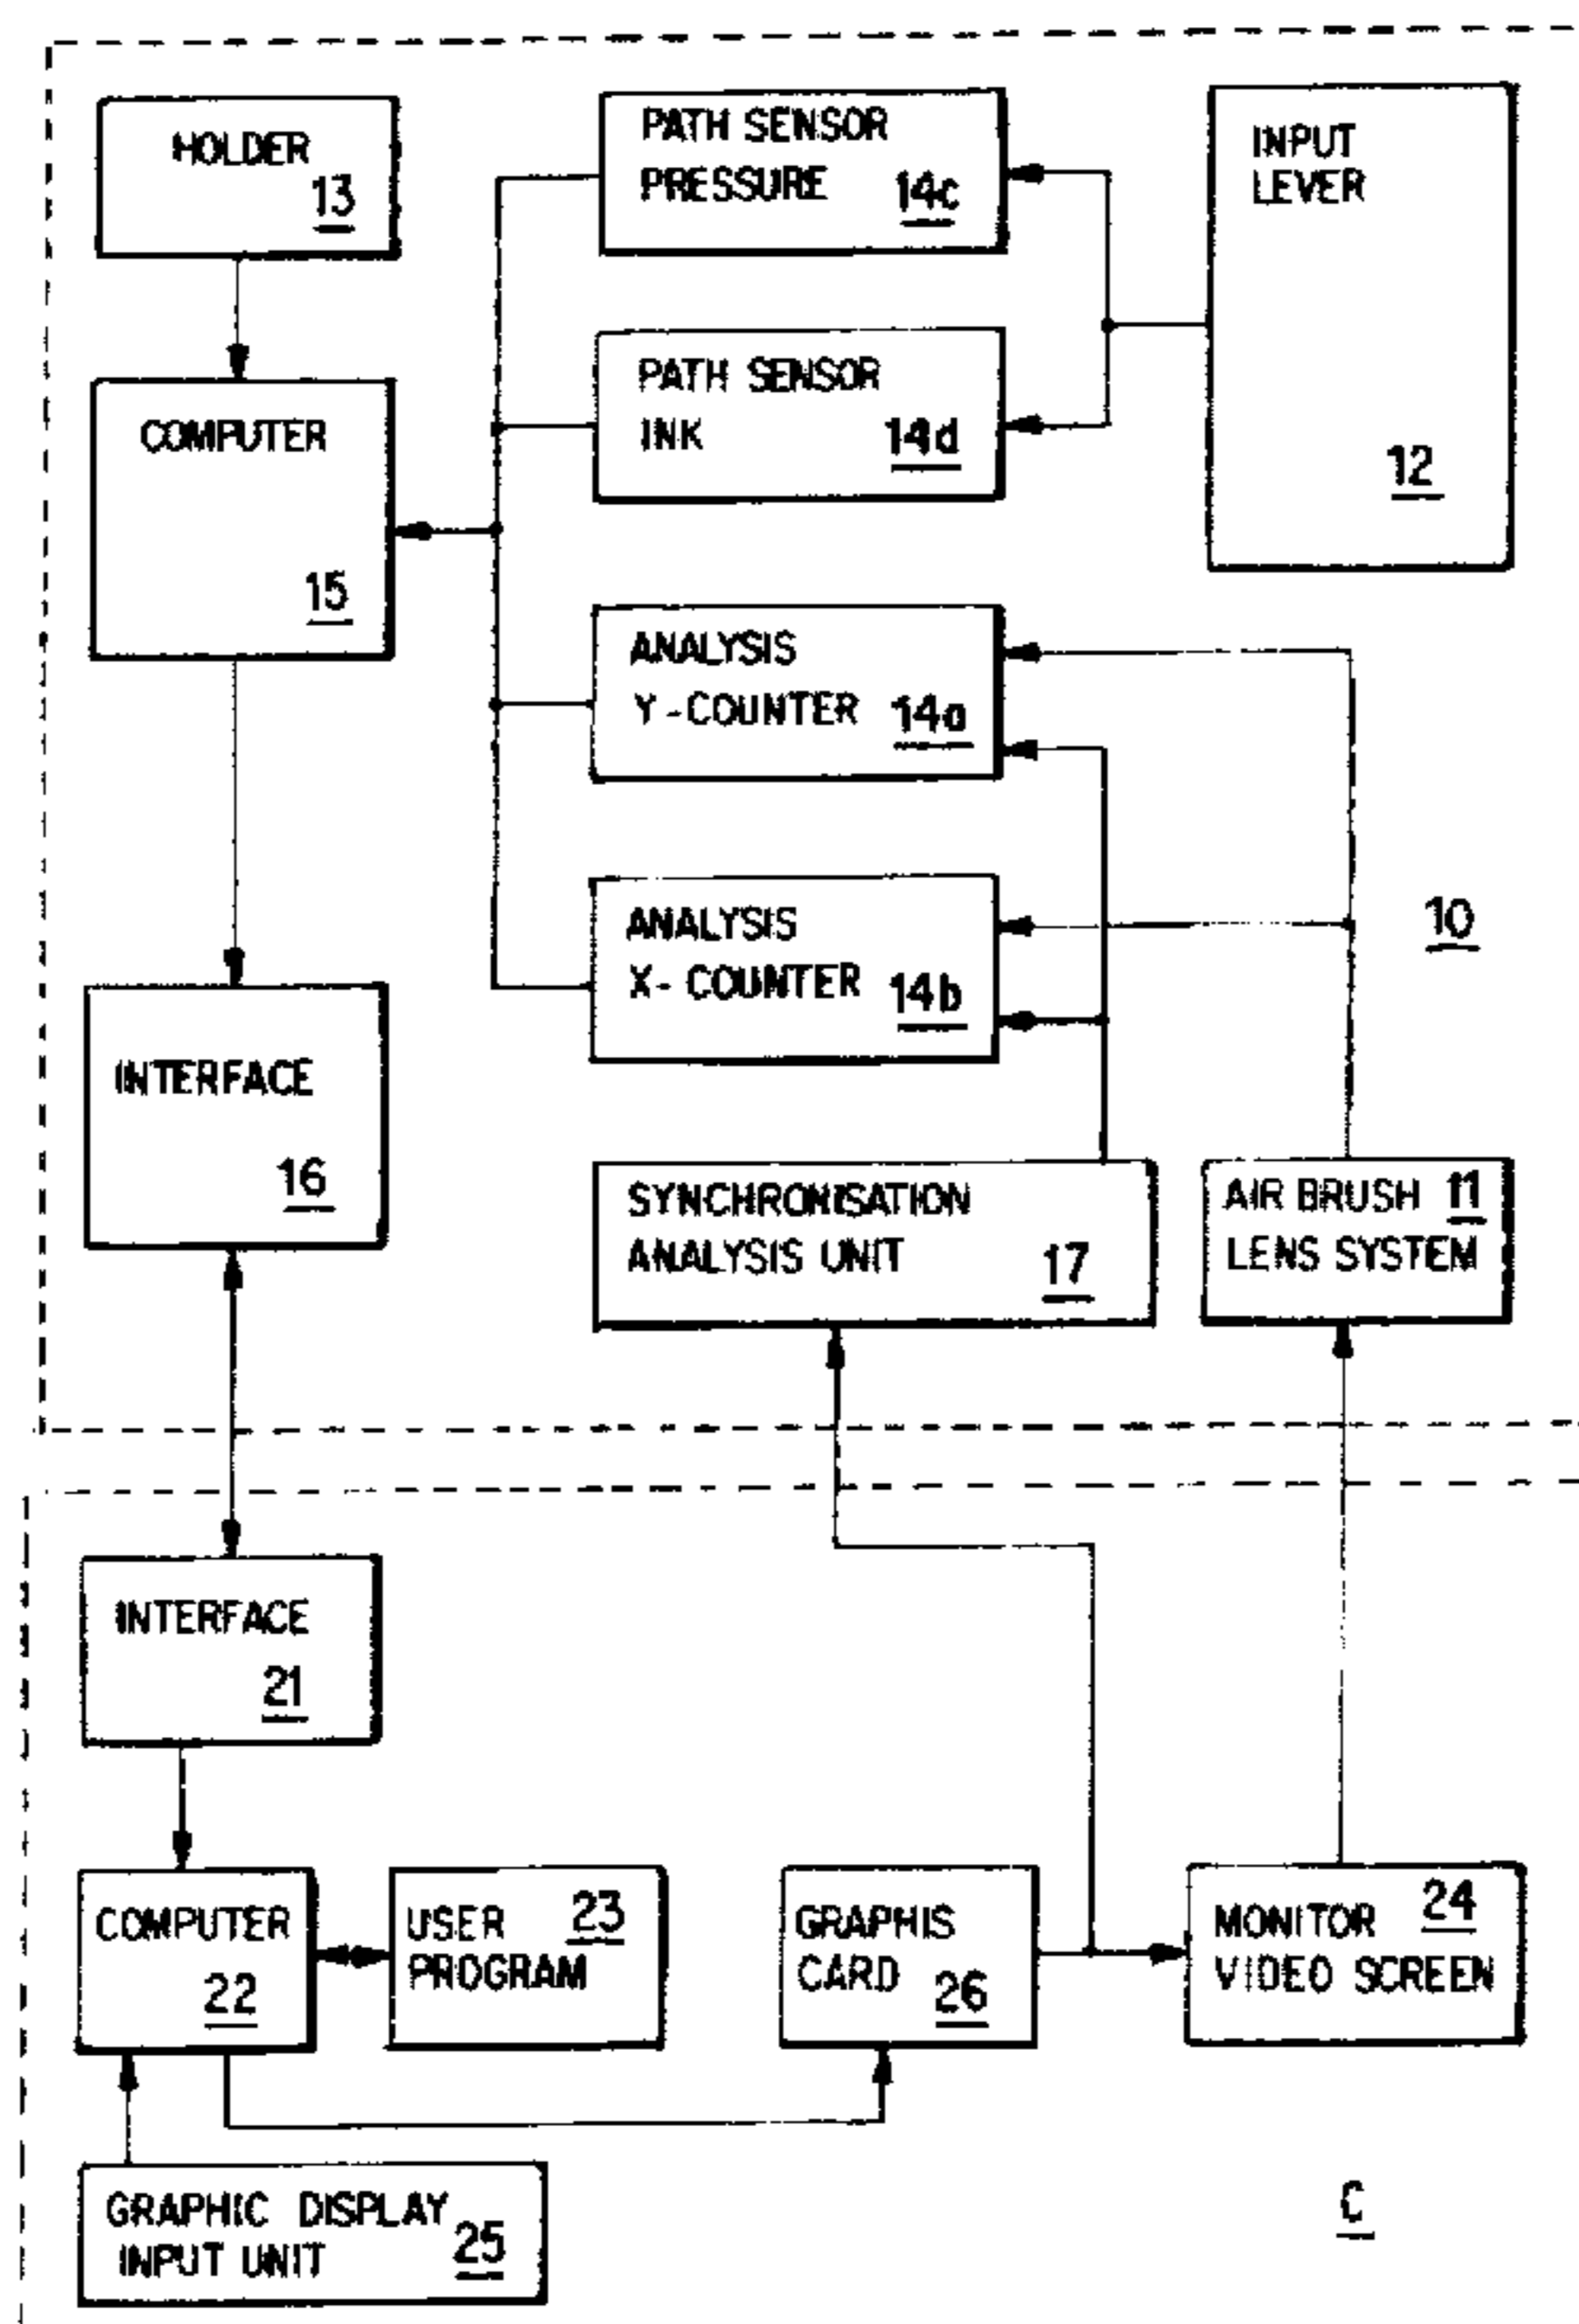 HOLDER
13
PATH SENSOR
PRESSURE 14c
INPUT
LEVER
12
COMPUTER
15
PATH SENSOR
INK 14d
ANALYSIS
Y-COUNTER 14a
ANALYSIS
X-COUNTER 14b
10
INTERFACE
16
SYNCHRONISATION
ANALYSIS UNIT 17
AIR BRUSH 11
LENS SYSTEM
INTERFACE
21
COMPUTER
22
USER 23
PROGRAM
GRAPHIS
CARD 26
MONITOR 24
VIDEO SCREEN
GRAPHIC DISPLAY
INPUT UNIT 25
C